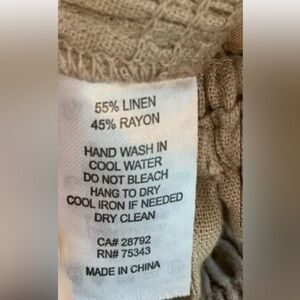 55% LINEN
45% RAYON
HAND WASH IN
COOL WATER
DO NOT BLEACH
HANG TO DRY
COOL IRON IF NEEDED
DRY CLEAN
CA# 28792
RN# 75343
MADE IN CHINA